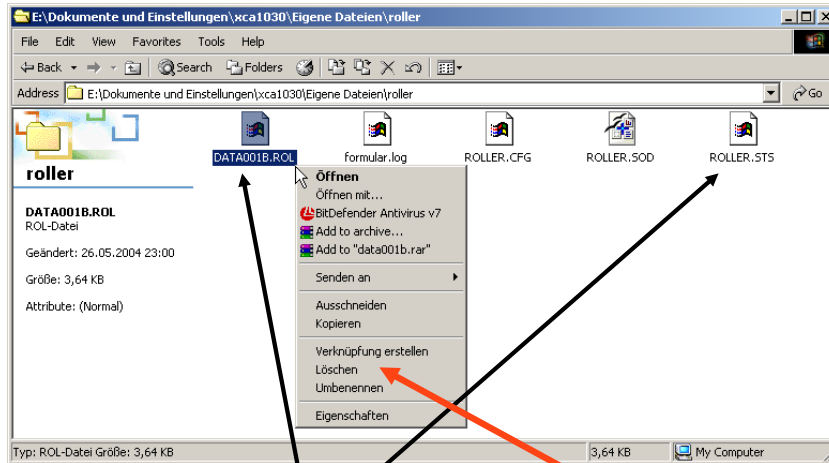 E:\Dokumente und Einstellungen\xca1030\Eigene Dateien\roller
File Edit View Favorites Tools Help
Back Search Folders
Address E:\Dokumente und Einstellungen\xca1030\Eigene Dateien\roller Go
DATA001B.ROL formular.log ROLLER.CFG ROLLER.SOD ROLLER.STS
roller
DATA001B.ROL
ROL-Datei
Geändert: 26.05.2004 23:00
Größe: 3,64 KB
Attribute: (Normal)
Öffnen
Öffnen mit...
BitDefender Antivirus v7
Add to archive...
Add to "data001b.rar"
Senden an
Ausschneiden
Kopieren
Verknüpfung erstellen
Löschen
Umbenennen
Eigenschaften
Typ: ROL-Datei Größe: 3,64 KB 3,64 KB My Computer